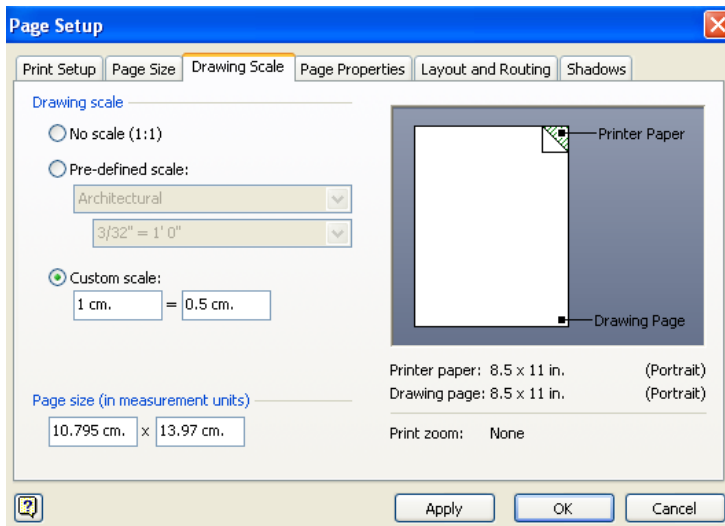 Page Setup
Print Setup Page Size Drawing Scale Page Properties Layout and Routing Shadows
Drawing scale
No scale (1:1)
Pre-defined scale:
Architectural
3/32" = 1' 0"
Custom scale:
1 cm. = 0.5 cm.
Page size (in measurement units)
10.795 cm. x 13.97 cm.
Printer Paper
Drawing Page
Printer paper: 8.5 x 11 in. (Portrait)
Drawing page: 8.5 x 11 in. (Portrait)
Print zoom: None
?
Apply OK Cancel